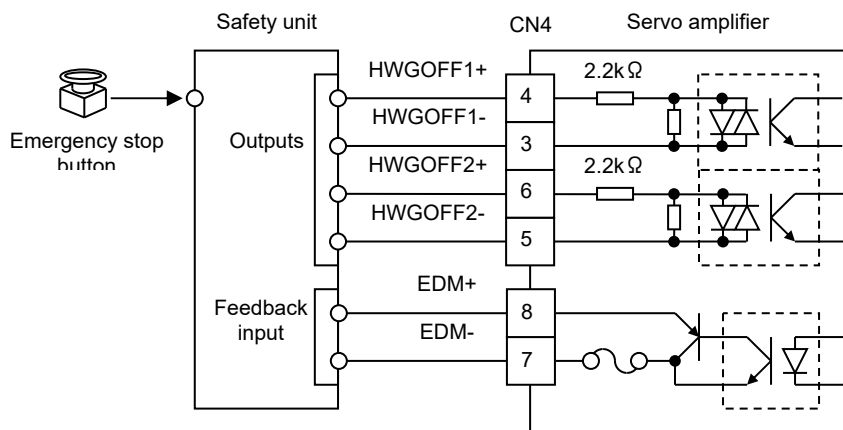 Safety unit
CN4
Servo amplifier
HWGOFF1+
4
2.2kΩ
HWGOFF1-
3
Emergency stop
button
Outputs
HWGOFF2+
6
2.2kΩ
HWGOFF2-
5
EDM+
8
Feedback
input
EDM-
7